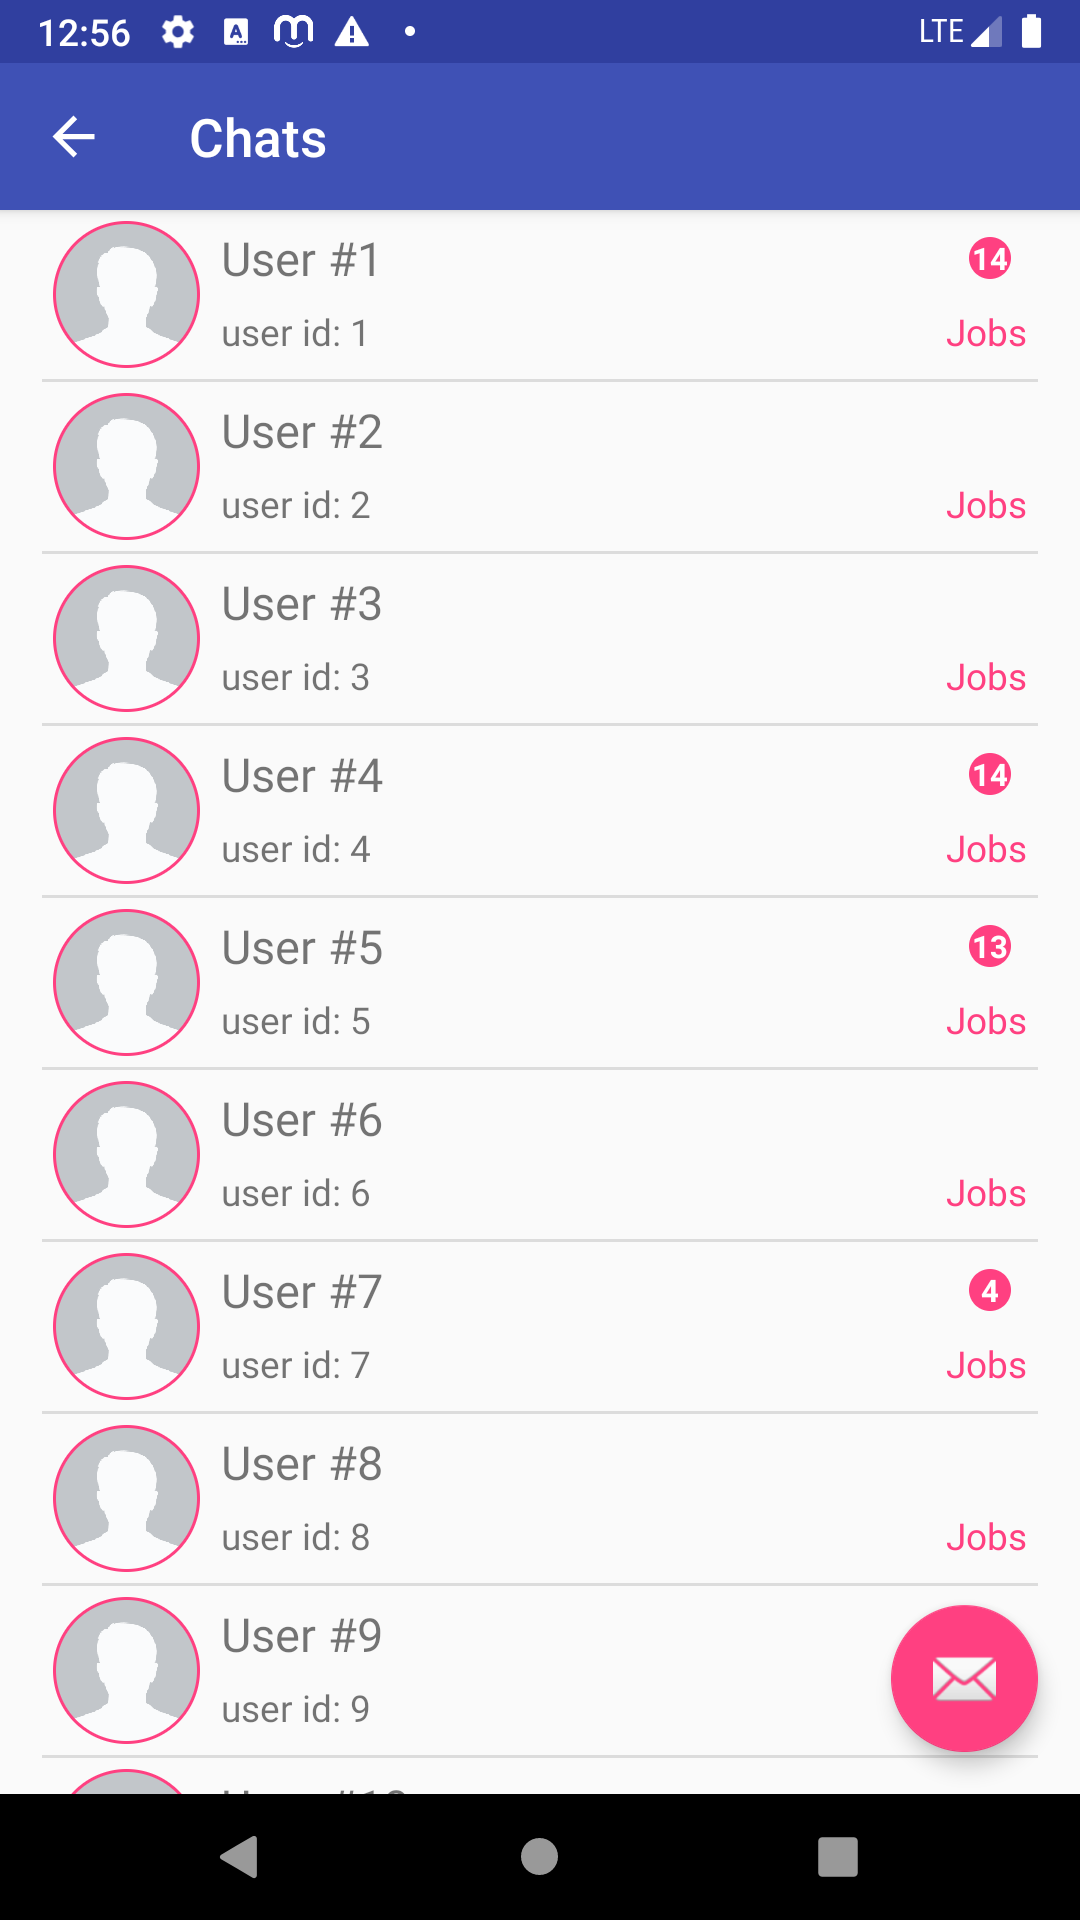 12:56 LTE
Chats
User #1 14
user id: 1 Jobs
User #2
user id: 2 Jobs
User #3
user id: 3 Jobs
User #4 14
user id: 4 Jobs
User #5 13
user id: 5 Jobs
User #6
user id: 6 Jobs
User #7 4
user id: 7 Jobs
User #8
user id: 8 Jobs
User #9
user id: 9